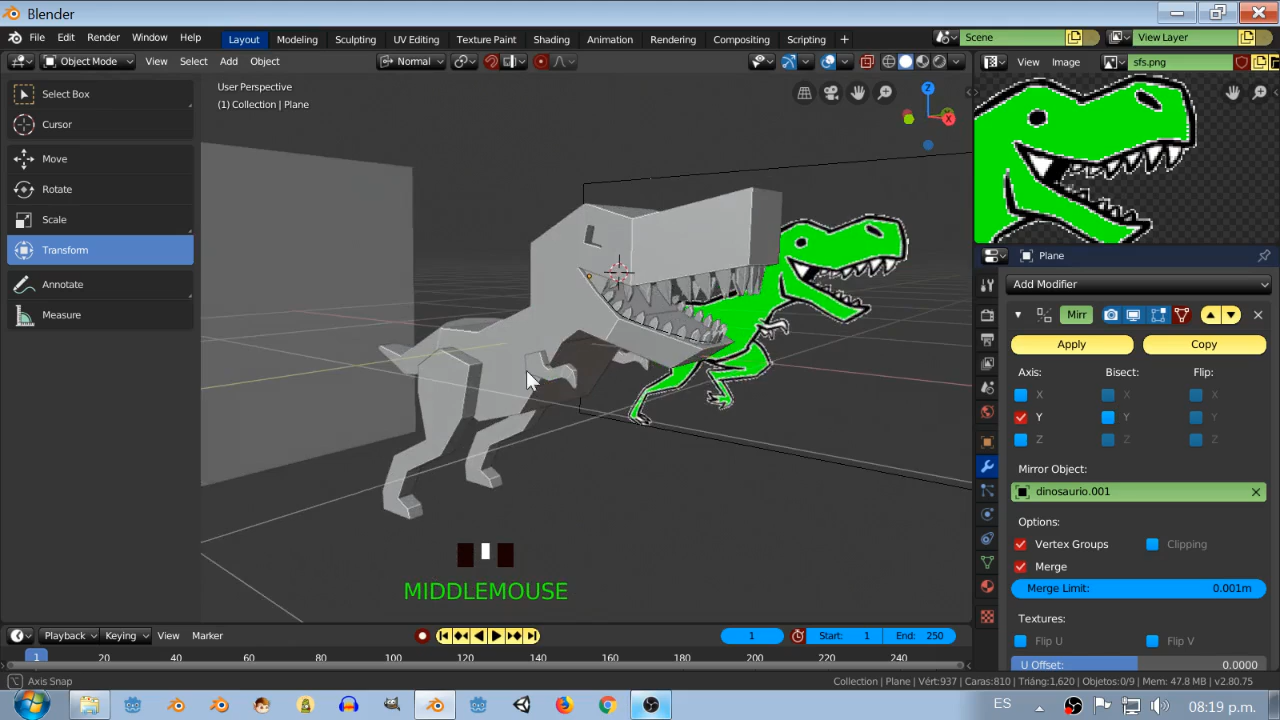 Blender
File Edit Render Window Help Layout Modeling Sculpting UV Editing Texture Paint Shading Animation Rendering Compositing Scripting + Scene View Layer
Object Mode View Select Add Object Normal View Image sfs.png
Select Box
Cursor
Move
Rotate
Scale
Transform
Annotate
Measure
User Perspective
(1) Collection | Plane
Z
X
MIDDLEMOUSE
Plane
Add Modifier
Mirr
Apply Copy
Axis: Bisect: Flip:
X X X
Y Y Y
Z Z Z
Mirror Object:
dinosaurio.001
Options:
Vertex Groups Clipping
Merge
Merge Limit: 0.001m
Textures:
Flip U Flip V
U Offset: 0.0000
Playback Keying View Marker 1 Start: 1 End: 250
1 20 40 60 80 100 120 140 160 180 200 220 240
Axis Snap Collection | Plane | Vért:937 | Caras:810 | Triáng:1,620 | Objetos:0/9 | Mem: 47.8 MB | v2.80.75
ES 08:19 p.m.